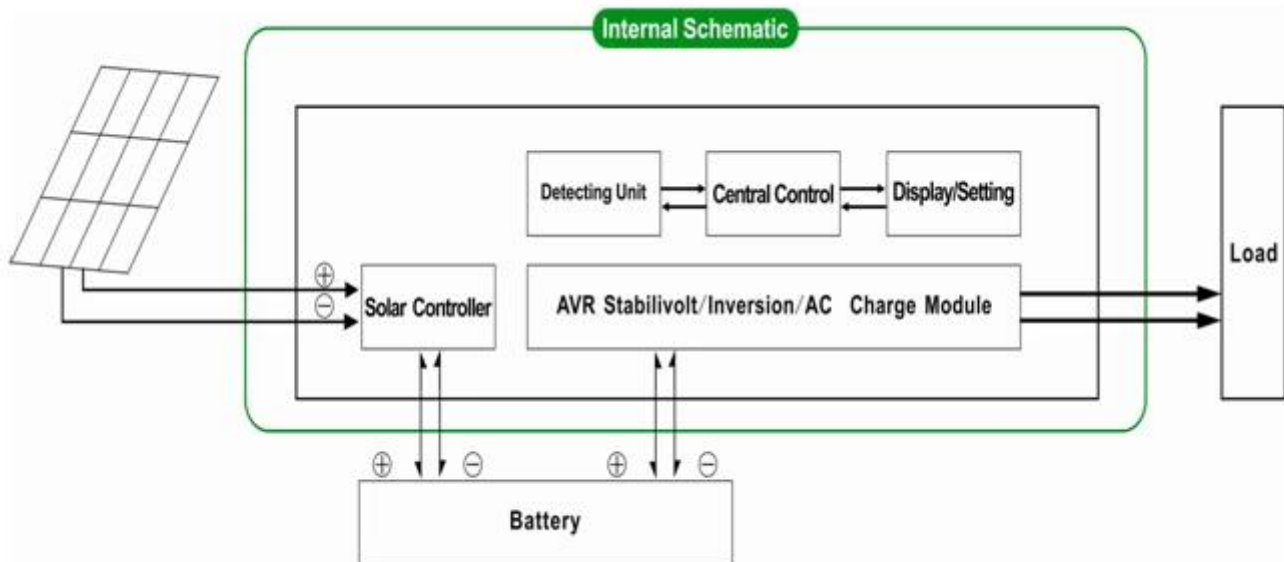 Internal Schematic
Detecting Unit
Central Control
Display/Setting
Load
⊕
⊖
Solar Controller
AVR Stabilivolt/Inversion/AC Charge Module
⊕ ⊖ ⊕ ⊖
Battery